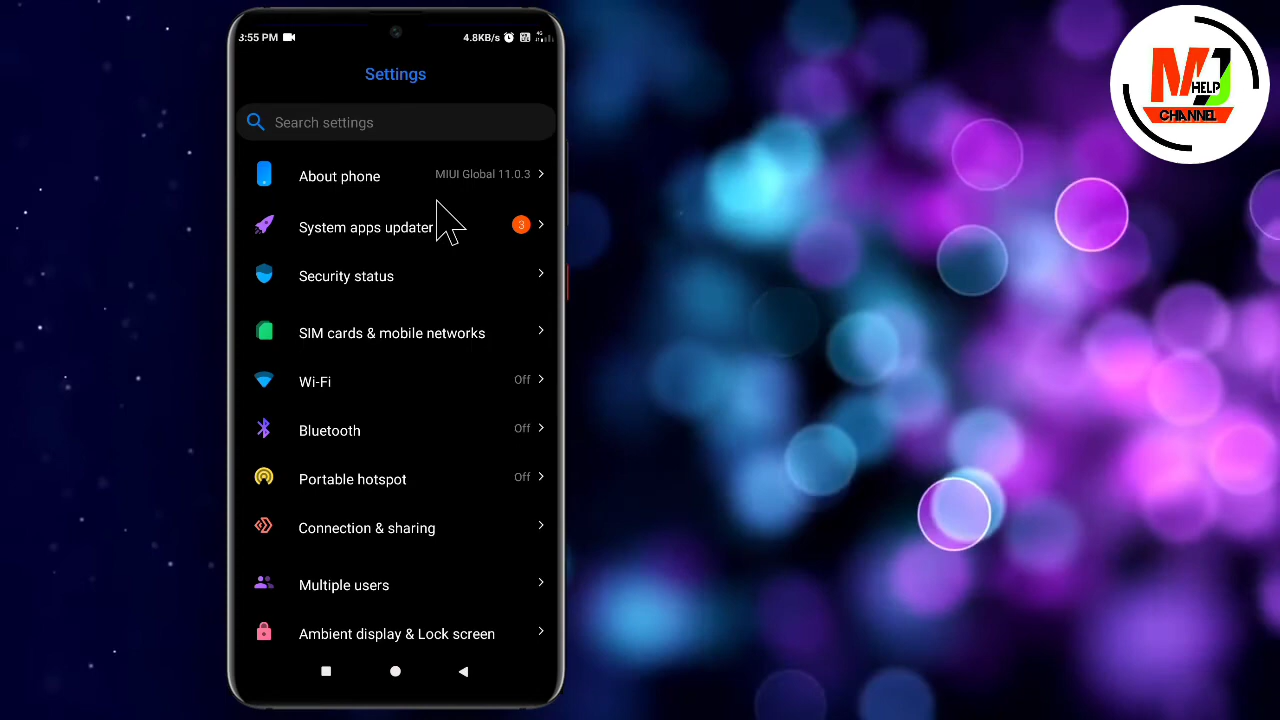 3:55 PM
4.8KB/s
4G
Settings
Search settings
About phone MIUI Global 11.0.3
System apps updater 3
Security status
SIM cards & mobile networks
Wi-Fi Off
Bluetooth Off
Portable hotspot Off
Connection & sharing
Multiple users
Ambient display & Lock screen
MJ
HELP
CHANNEL